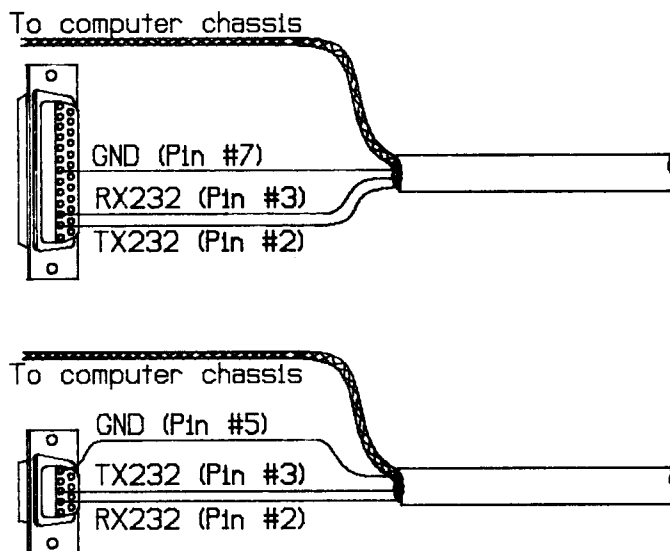 To computer chassis
GND (Pin #7)
RX232 (Pin #3)
TX232 (Pin #2)
To computer chassis
GND (Pin #5)
TX232 (Pin #3)
RX232 (Pin #2)